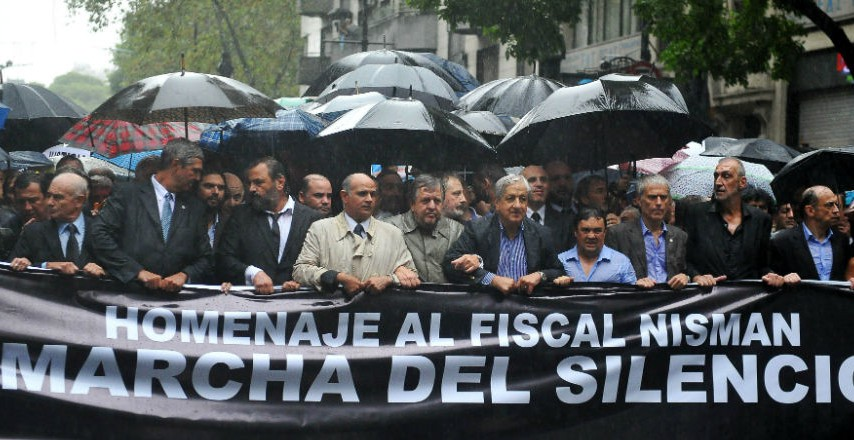 HOMENAJE AL FISCAL NISMAN
MARCHA DEL SILENCIO